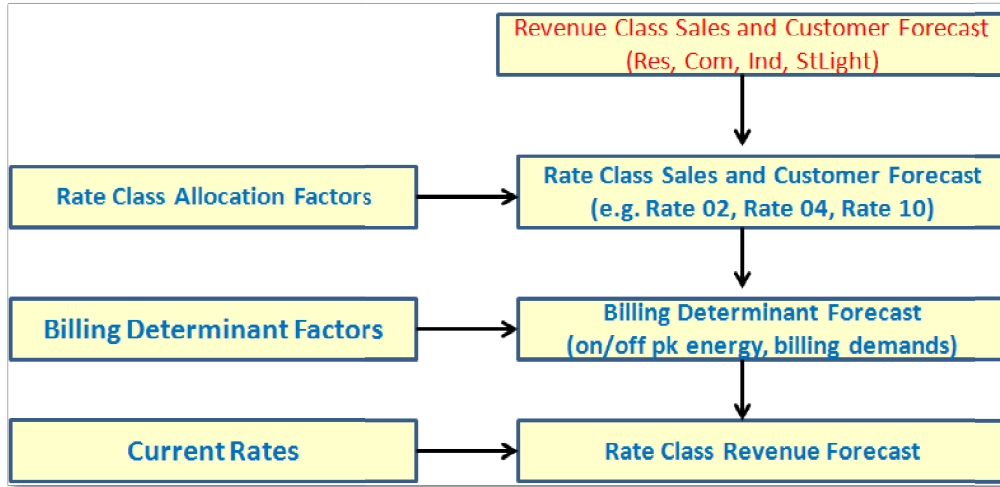 Revenue Class Sales and Customer Forecast
(Res, Com, Ind, StLight)
Rate Class Allocation Factors
Rate Class Sales and Customer Forecast
(e.g. Rate 02, Rate 04, Rate 10)
Billing Determinant Factors
Billing Determinant Forecast
(on/off pk energy, billing demands)
Current Rates
Rate Class Revenue Forecast